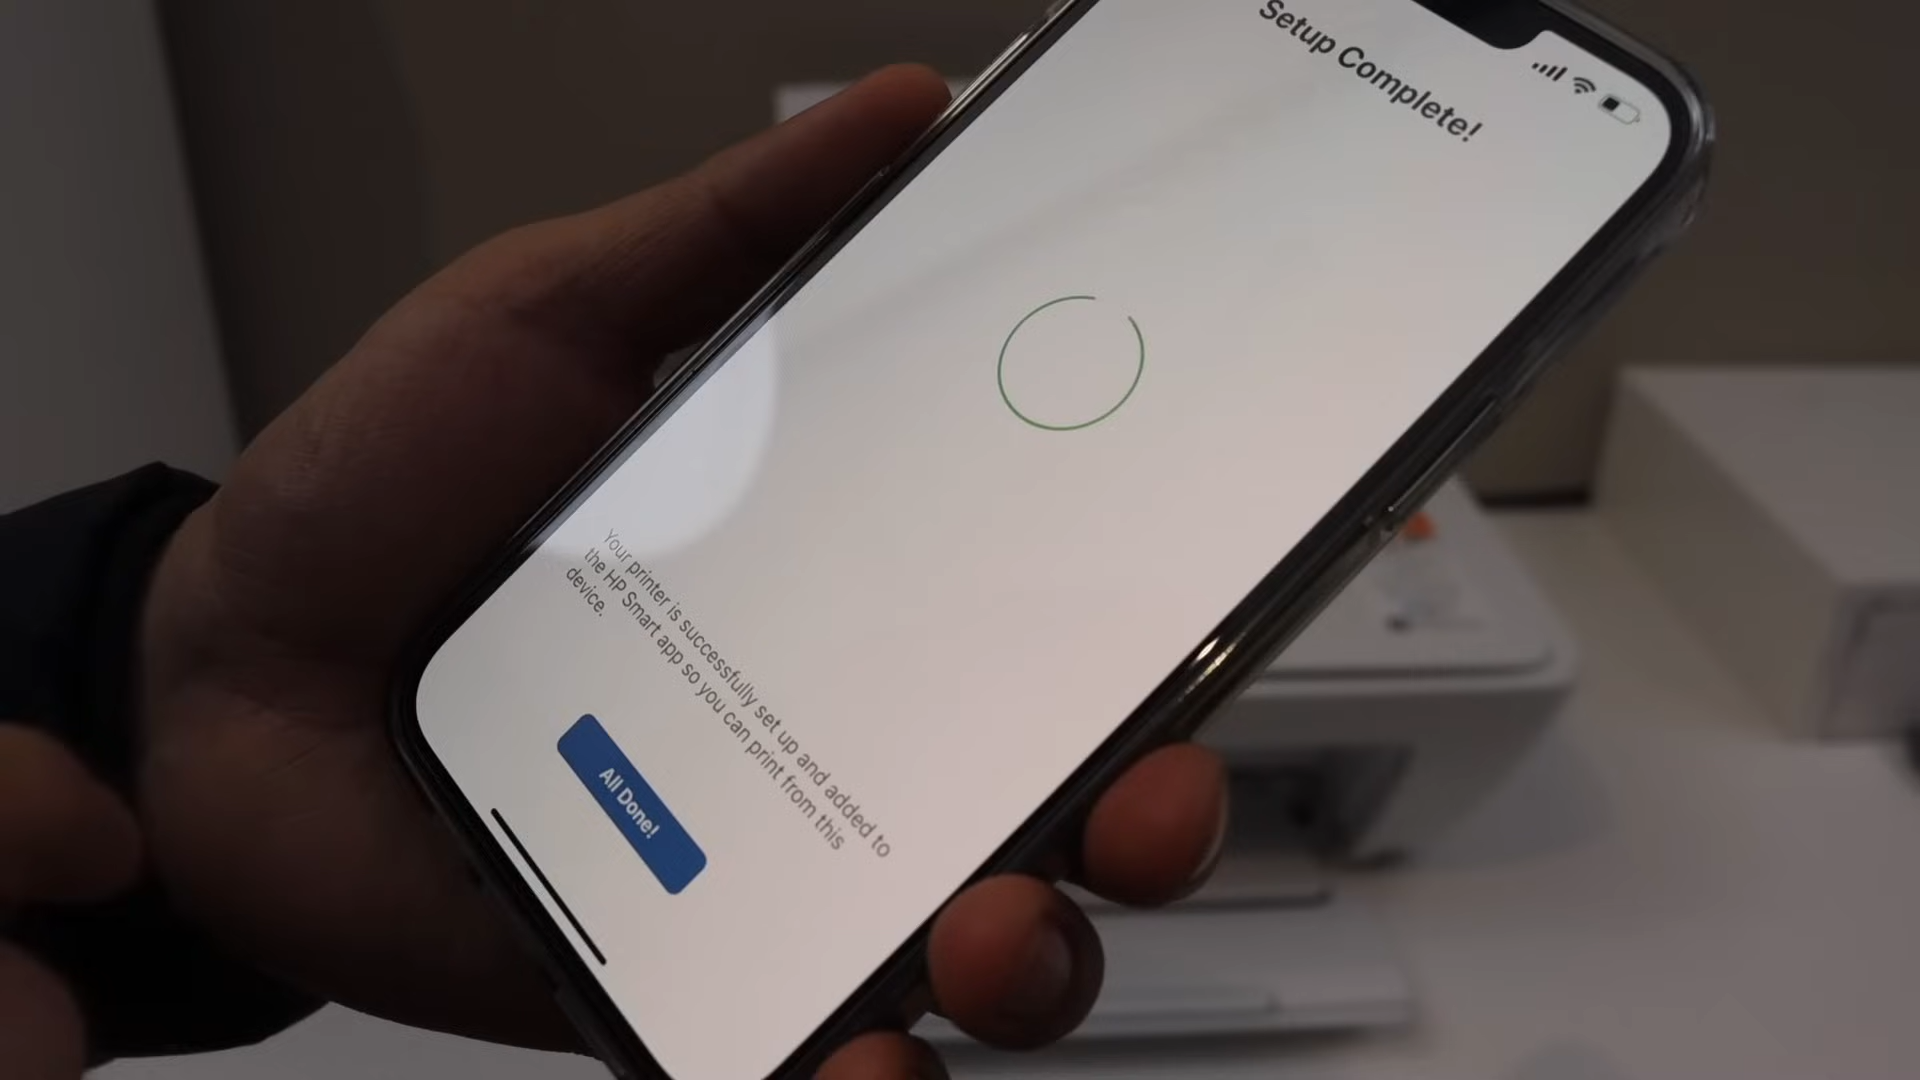 Setup Complete!
Your printer is successfully set up and added to
the HP Smart app so you can print from this
device.
All Done!